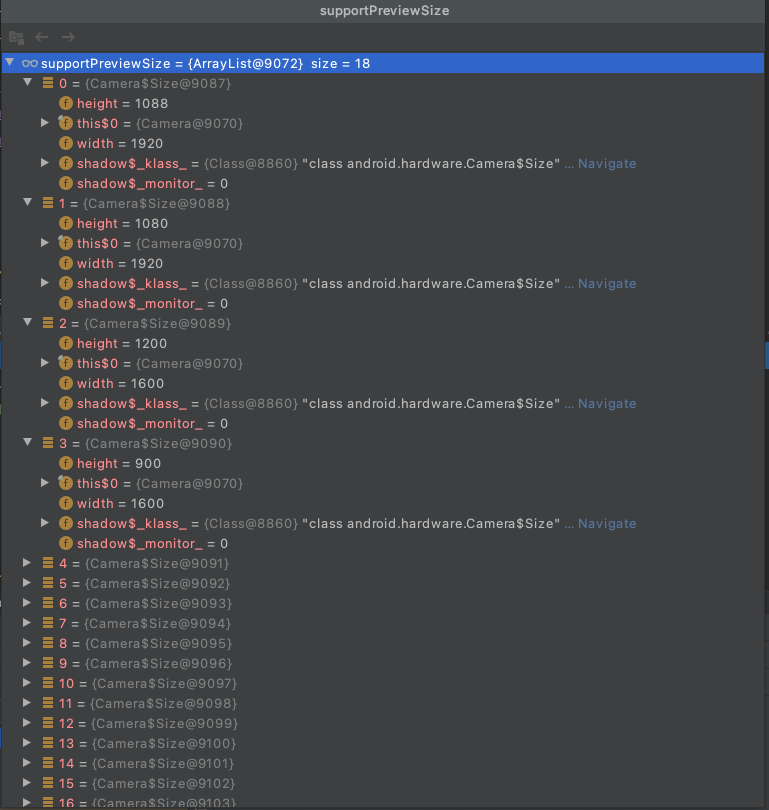 supportPreviewSize
supportPreviewSize = {ArrayList@9072} size = 18
0 = {Camera$Size@9087}
height = 1088
this$0 = {Camera@9070}
width = 1920
shadow$_klass_ = {Class@8860} "class android.hardware.Camera$Size" ... Navigate
shadow$_monitor_ = 0
1 = {Camera$Size@9088}
height = 1080
this$0 = {Camera@9070}
width = 1920
shadow$_klass_ = {Class@8860} "class android.hardware.Camera$Size" ... Navigate
shadow$_monitor_ = 0
2 = {Camera$Size@9089}
height = 1200
this$0 = {Camera@9070}
width = 1600
shadow$_klass_ = {Class@8860} "class android.hardware.Camera$Size" ... Navigate
shadow$_monitor_ = 0
3 = {Camera$Size@9090}
height = 900
this$0 = {Camera@9070}
width = 1600
shadow$_klass_ = {Class@8860} "class android.hardware.Camera$Size" ... Navigate
shadow$_monitor_ = 0
4 = {Camera$Size@9091}
5 = {Camera$Size@9092}
6 = {Camera$Size@9093}
7 = {Camera$Size@9094}
8 = {Camera$Size@9095}
9 = {Camera$Size@9096}
10 = {Camera$Size@9097}
11 = {Camera$Size@9098}
12 = {Camera$Size@9099}
13 = {Camera$Size@9100}
14 = {Camera$Size@9101}
15 = {Camera$Size@9102}
16 = {Camera$Size@9103}